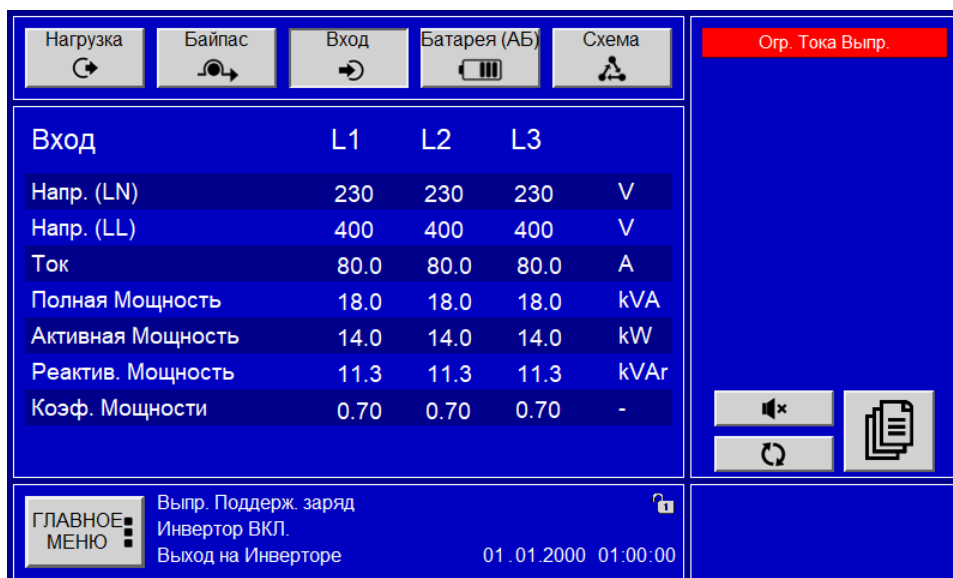 Нагрузка Байпас Вход Батарея (АБ) Схема
Огр. Тока Выпр.
Вход L1 L2 L3
Напр. (LN) 230 230 230 V
Напр. (LL) 400 400 400 V
Ток 80.0 80.0 80.0 A
Полная Мощность 18.0 18.0 18.0 kVA
Активная Мощность 14.0 14.0 14.0 kW
Реактив. Мощность 11.3 11.3 11.3 kVAr
Коэф. Мощности 0.70 0.70 0.70 -
ГЛАВНОЕ
МЕНЮ
Выпр. Поддерж. заряд
Инвертор ВКЛ.
Выход на Инверторе 01.01.2000 01:00:00